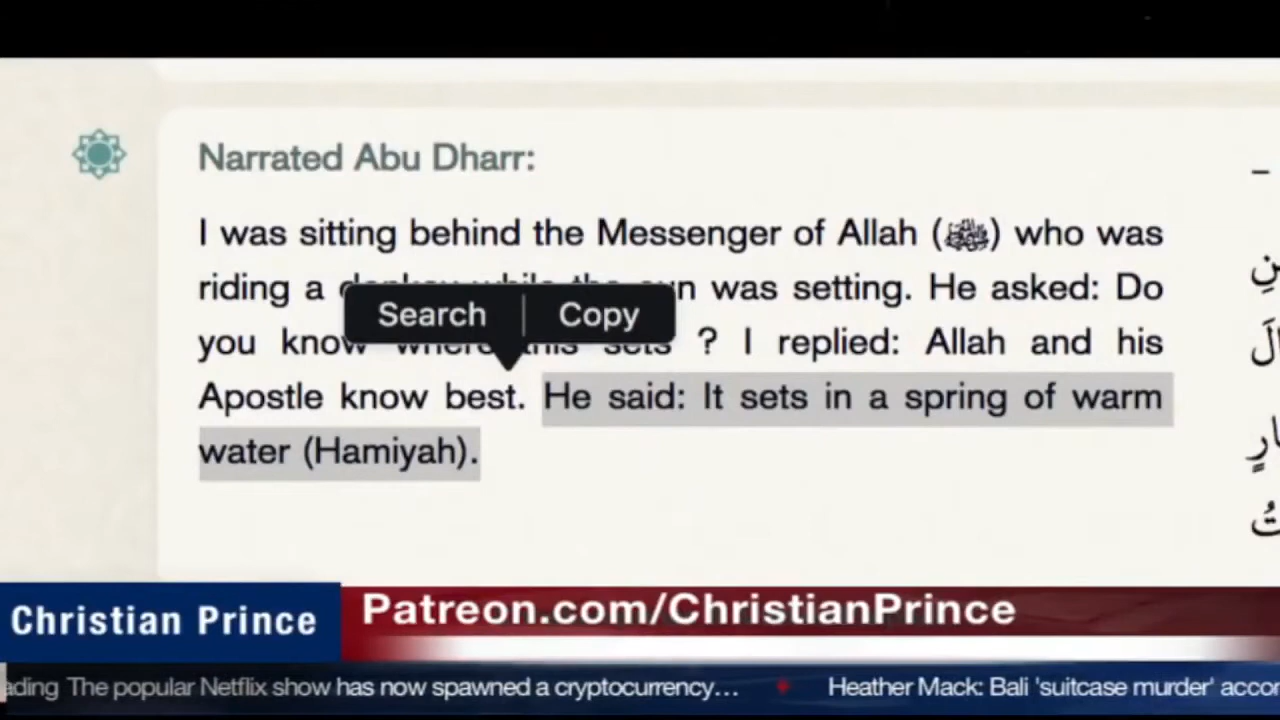 Narrated Abu Dharr:
I was sitting behind the Messenger of Allah (ﷺ) who was
riding a was setting. He asked: Do
Search | Copy
you know ? I replied: Allah and his
Apostle know best. He said: It sets in a spring of warm
water (Hamiyah).
Christian Prince
Patreon.com/ChristianPrince
ading The popular Netflix show has now spawned a cryptocurrency… Heather Mack: Bali 'suitcase murder' accor